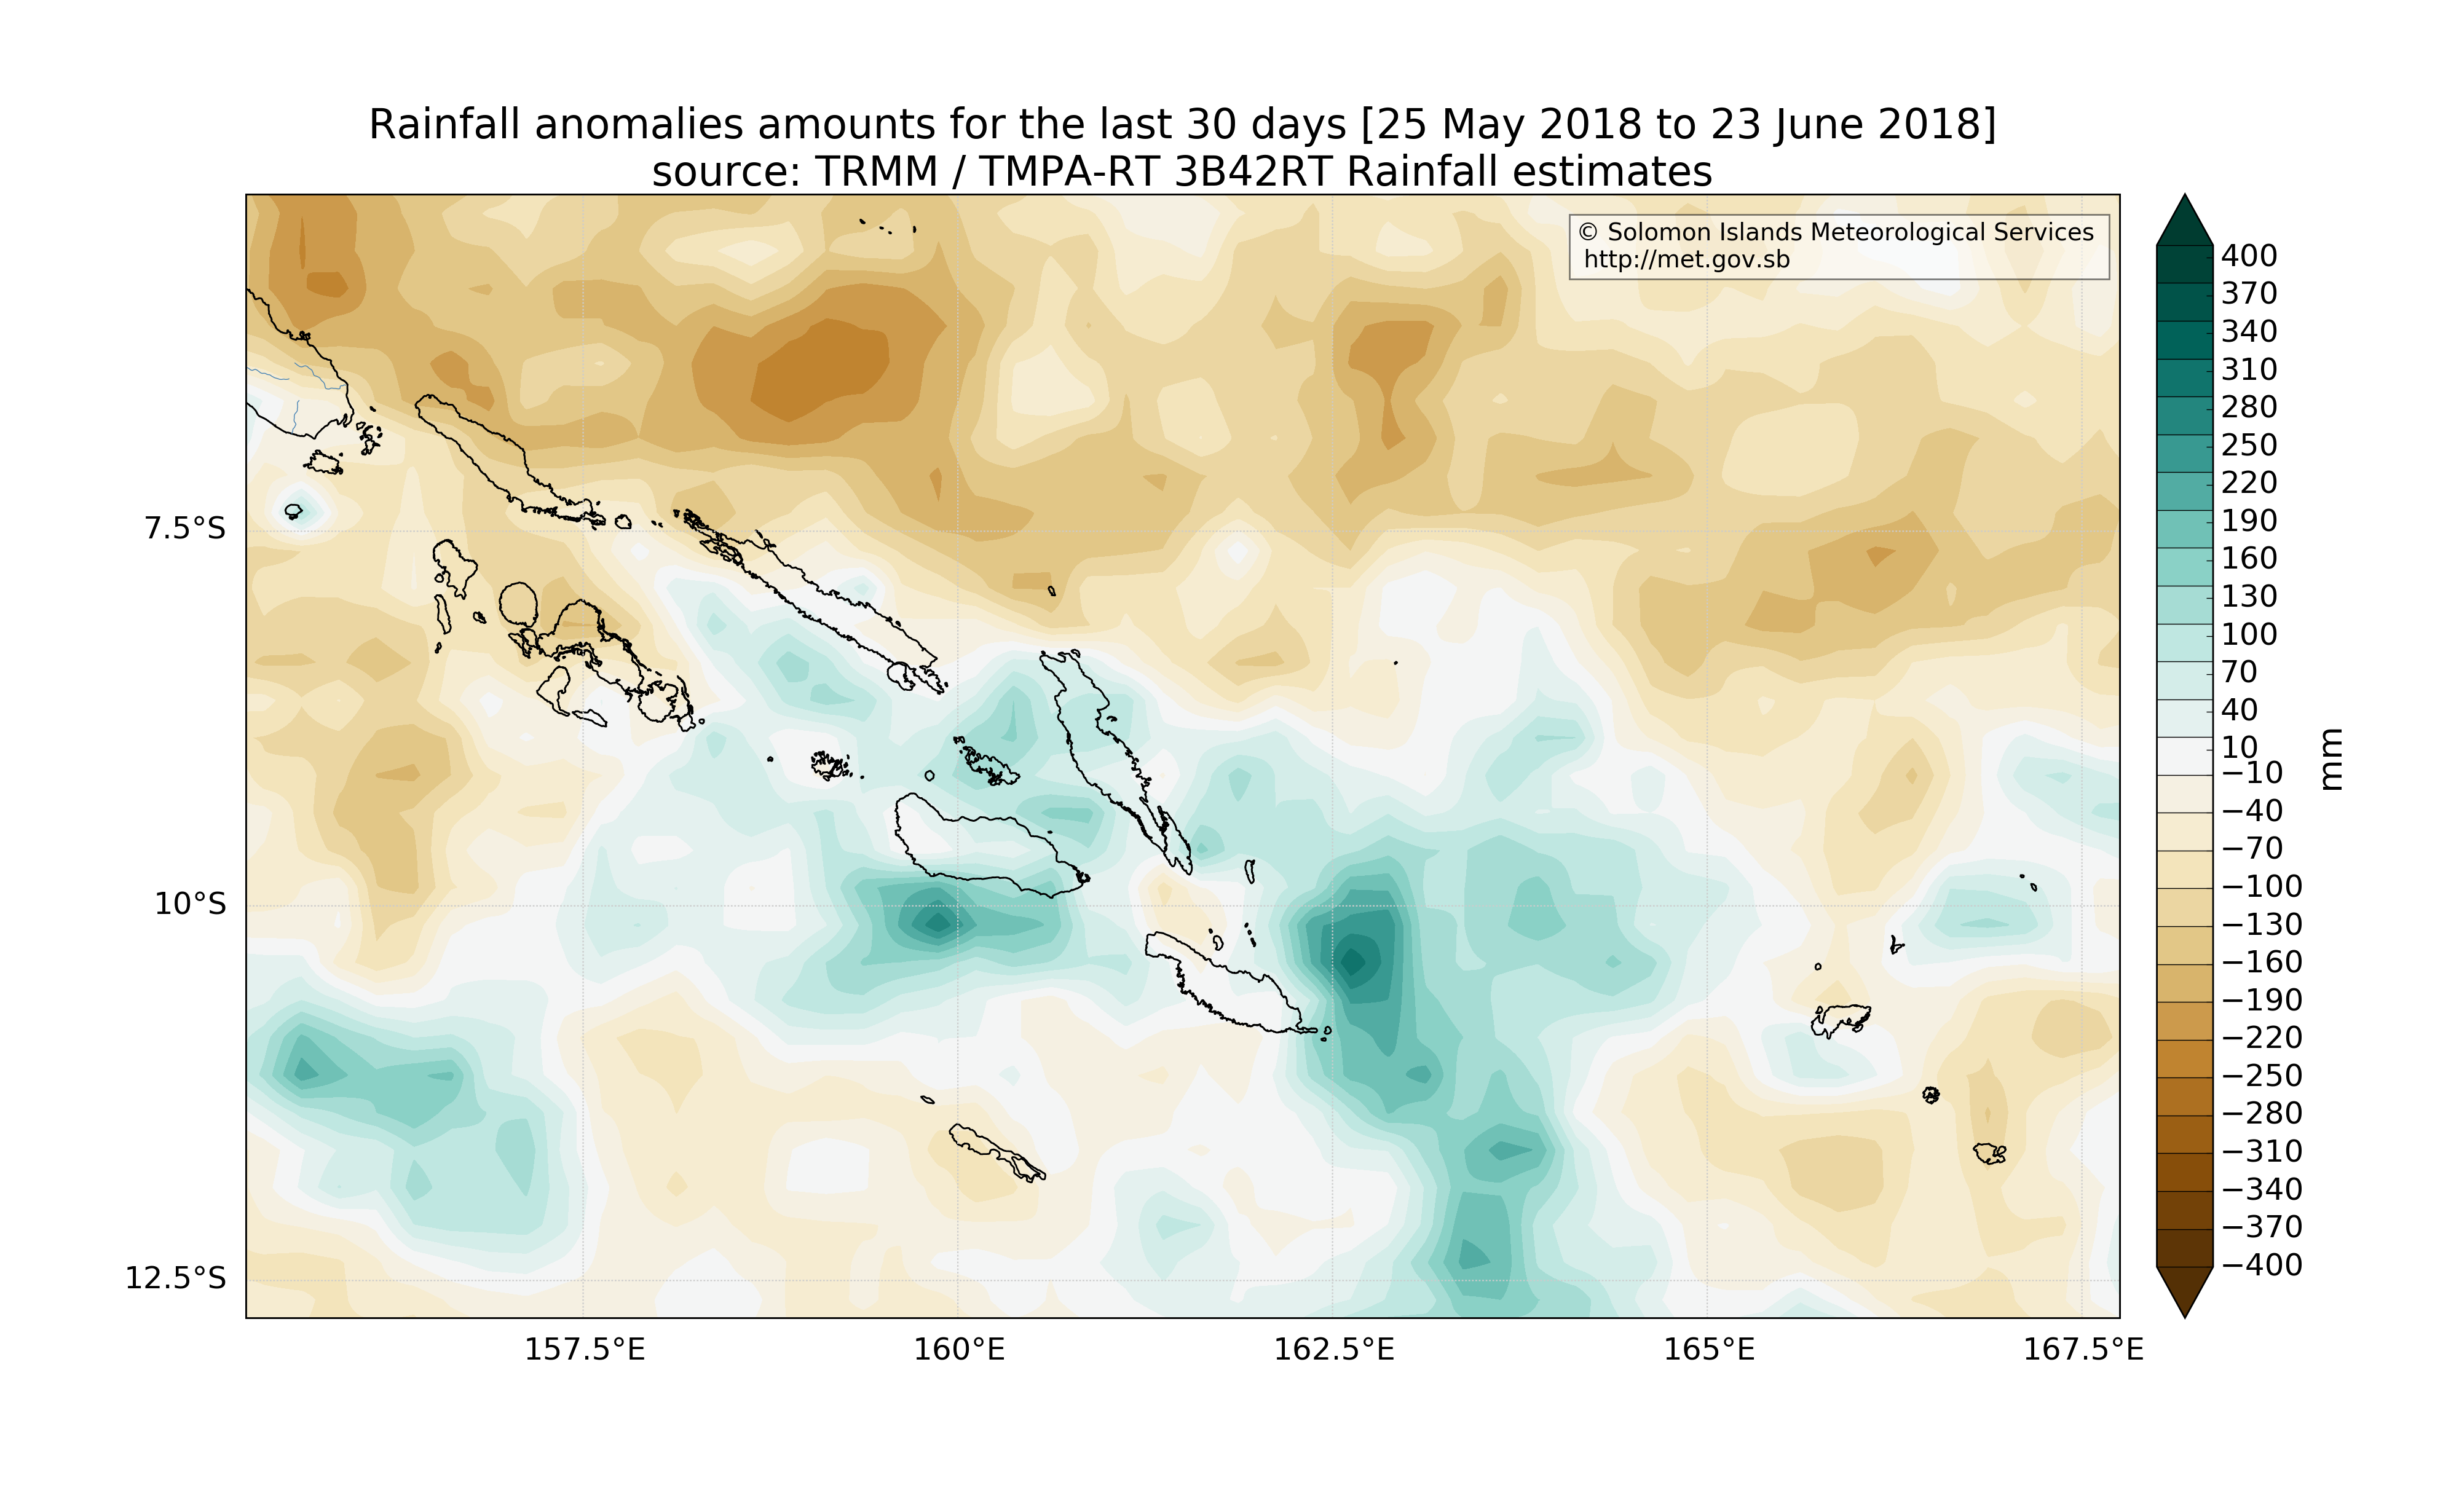 Rainfall anomalies amounts for the last 30 days [25 May 2018 to 23 June 2018]
source: TRMM / TMPA-RT 3B42RT Rainfall estimates
© Solomon Islands Meteorological Services
http://met.gov.sb
7.5°S
10°S
12.5°S
157.5°E
160°E
162.5°E
165°E
167.5°E
400
370
340
310
280
250
220
190
160
130
100
70
40
10
−10
−40
−70
−100
−130
−160
−190
−220
−250
−280
−310
−340
−370
−400
mm